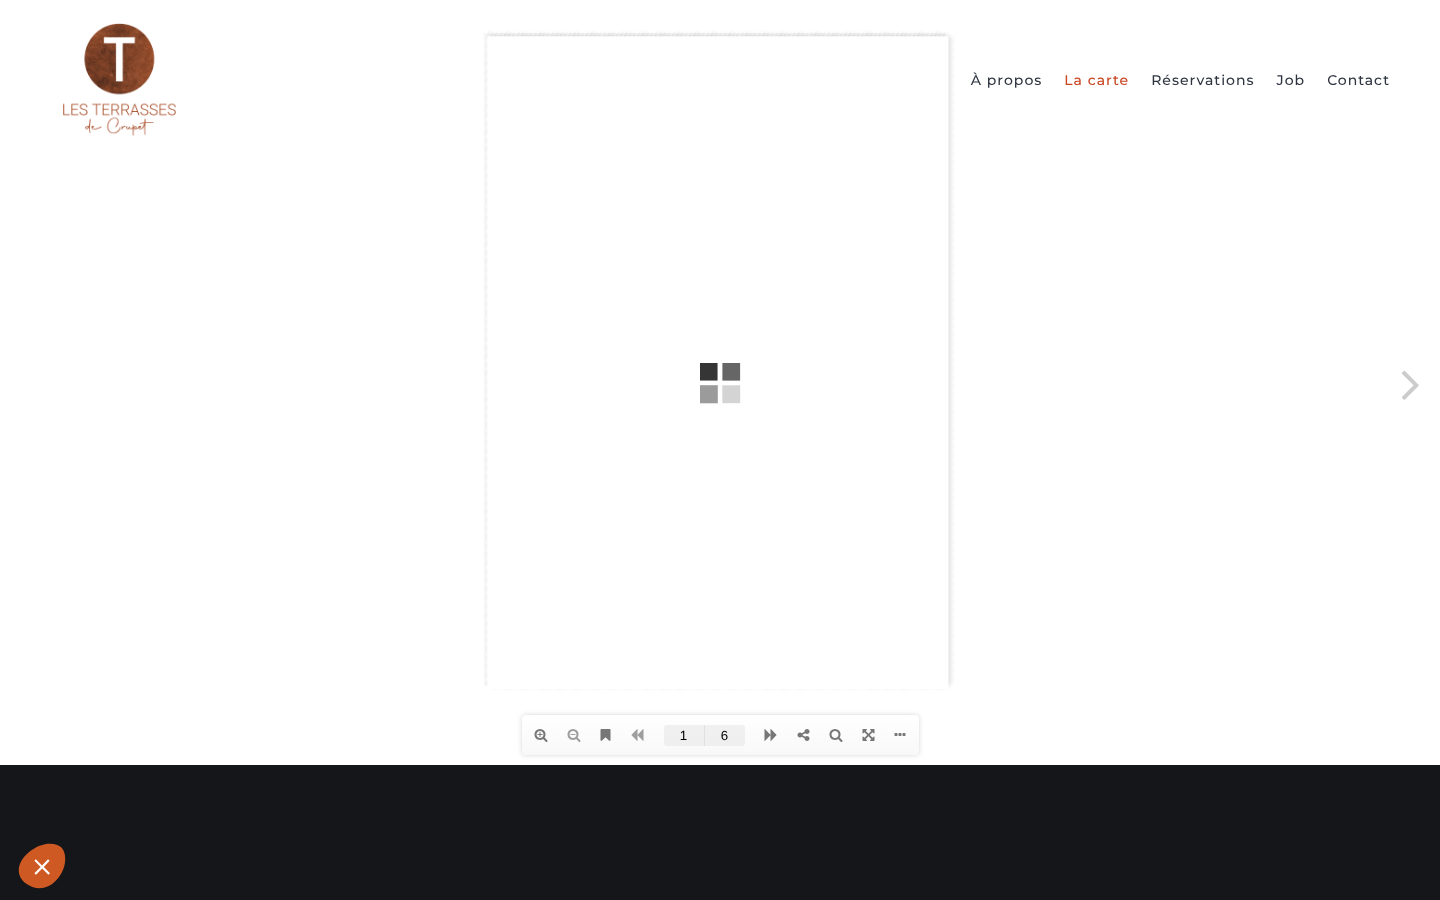 T
LES TERRASSES
de Crupet
À propos
La carte
Réservations
Job
Contact
1
6